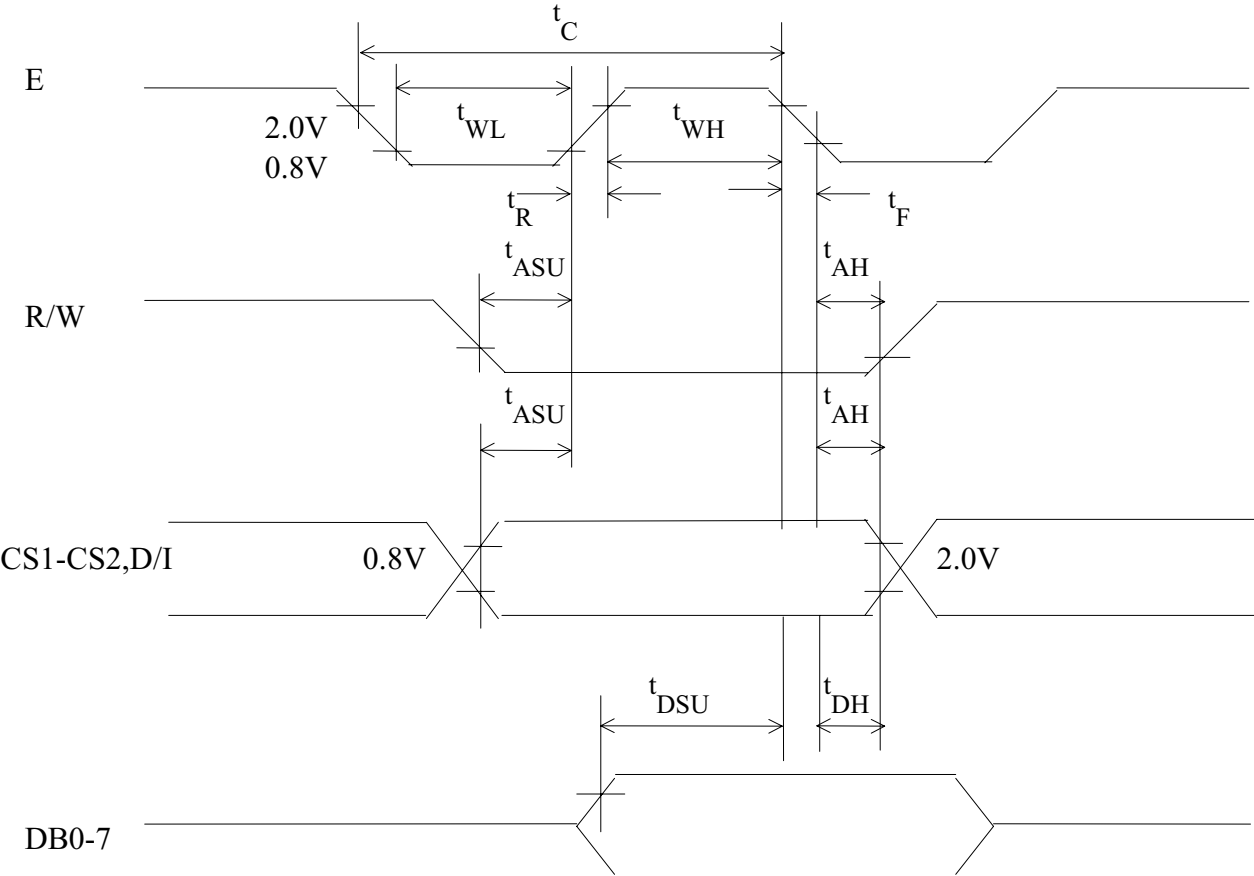 t C
E
t WL
t WH
2.0V
0.8V
t R
t F
t ASU
t AH
R/W
t ASU
t AH
CS1-CS2,D/I
0.8V
2.0V
t DSU
t DH
DB0-7